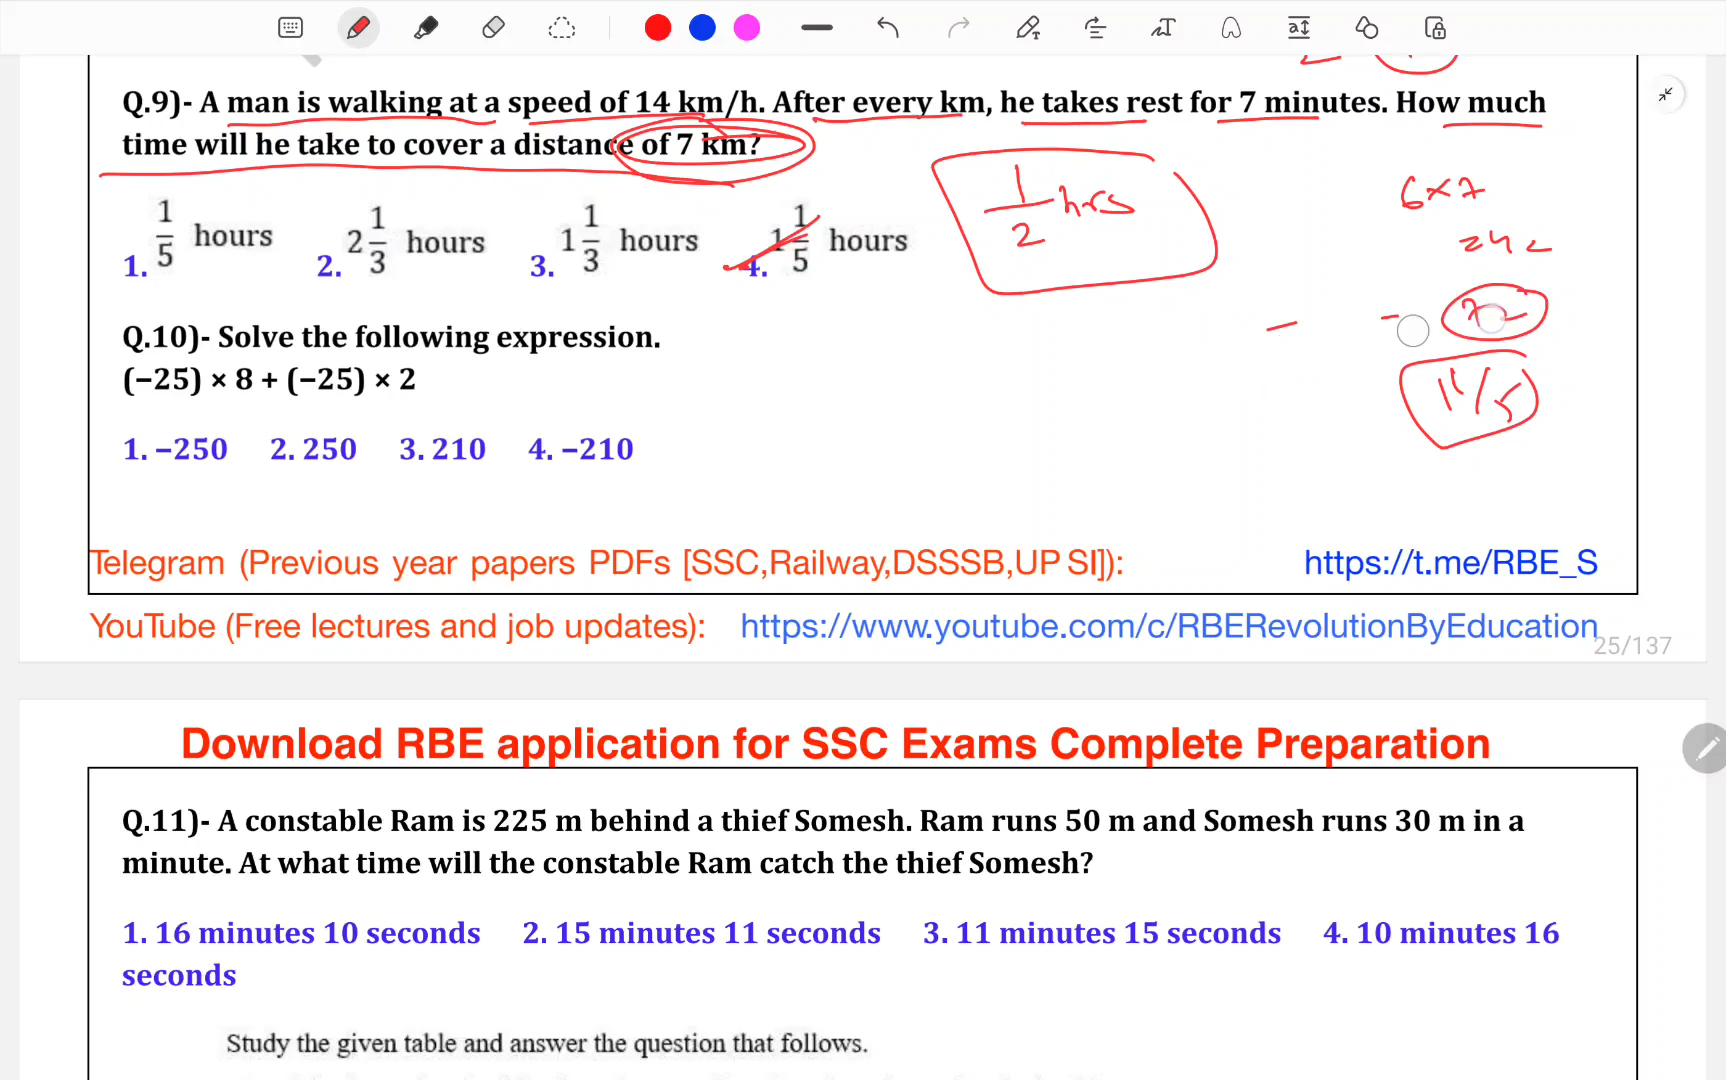 Q.9)- A man is walking at a speed of 14 km/h. After every km, he takes rest for 7 minutes. How much
time will he take to cover a distance of 7 km?
1. 1/5 hours 2. 2 1/3 hours 3. 1 1/3 hours 4. 1 1/5 hours
1/2 hrs
6×7
=42
72
1 1/5
Q.10)- Solve the following expression.
(−25) × 8 + (−25) × 2
1. −250 2. 250 3. 210 4. −210
Telegram (Previous year papers PDFs [SSC,Railway,DSSSB,UP SI]): https://t.me/RBE_S
YouTube (Free lectures and job updates): https://www.youtube.com/c/RBERevolutionByEducation
25/137
Download RBE application for SSC Exams Complete Preparation
Q.11)- A constable Ram is 225 m behind a thief Somesh. Ram runs 50 m and Somesh runs 30 m in a
minute. At what time will the constable Ram catch the thief Somesh?
1. 16 minutes 10 seconds 2. 15 minutes 11 seconds 3. 11 minutes 15 seconds 4. 10 minutes 16
seconds
Study the given table and answer the question that follows.